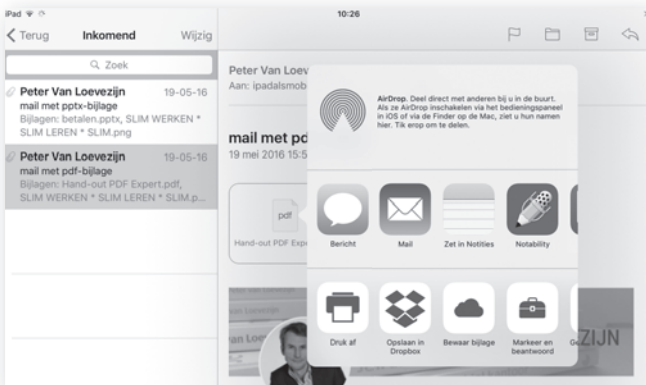 iPad
10:26
Terug
Inkomend
Wijzig
Zoek
Peter Van Loevezijn 19-05-16
mail met pptx-bijlage
Bijlagen: betalen.pptx, SLIM WERKEN *
SLIM LEREN * SLIM.png
Peter Van Loevezijn 19-05-16
mail met pdf-bijlage
Bijlagen: Hand-out PDF Expert.pdf,
SLIM WERKEN * SLIM LEREN * SLIM.p...
Peter Van Loev
Aan: ipadalsmob
mail met pd
19 mei 2016 15:5
pdf
Hand-out PDF Expe
AirDrop. Deel direct met anderen bij u in de buurt.
Als ze AirDrop inschakelen via het bedieningspaneel
in iOS of via de Finder op de Mac, ziet u hun namen
hier. Tik erop om te delen.
Bericht
Mail
Zet in Notities
Notability
Druk af
Opslaan in
Dropbox
Bewaar bijlage
Markeer en
beantwoord
ZIJN